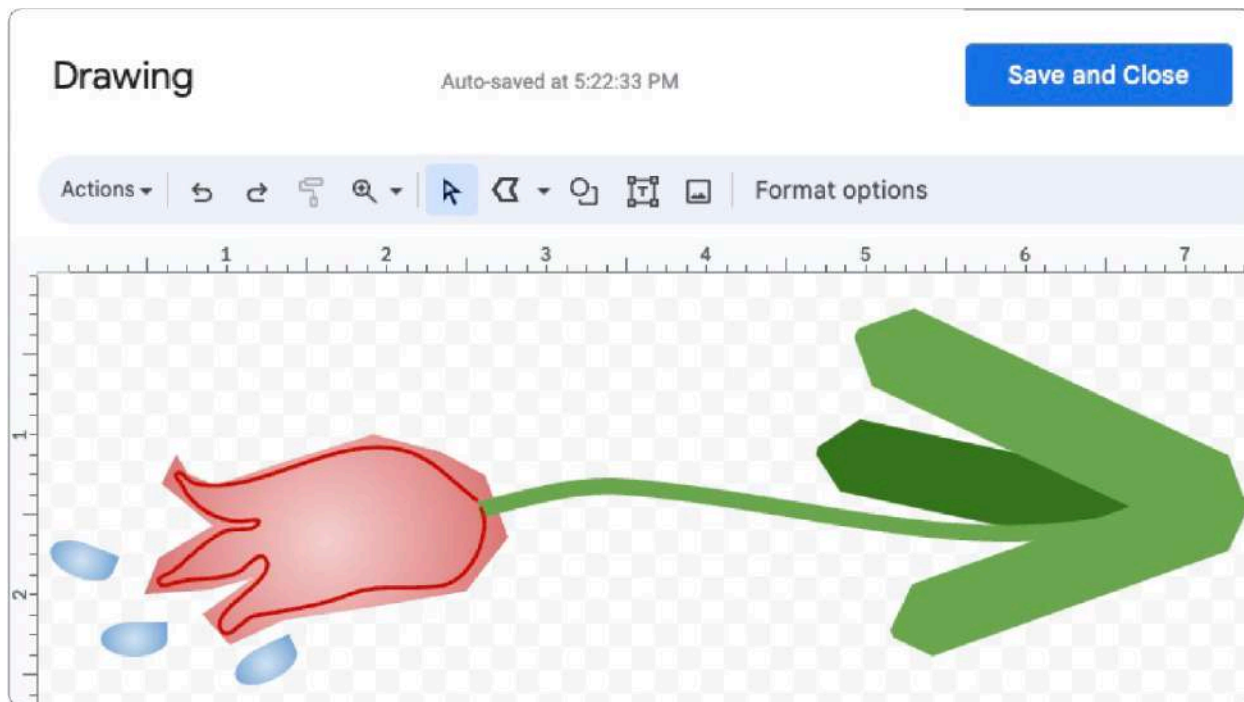 Drawing
Auto-saved at 5:22:33 PM
Save and Close
Actions
Format options
1 2 3 4 5 6 7
1
2